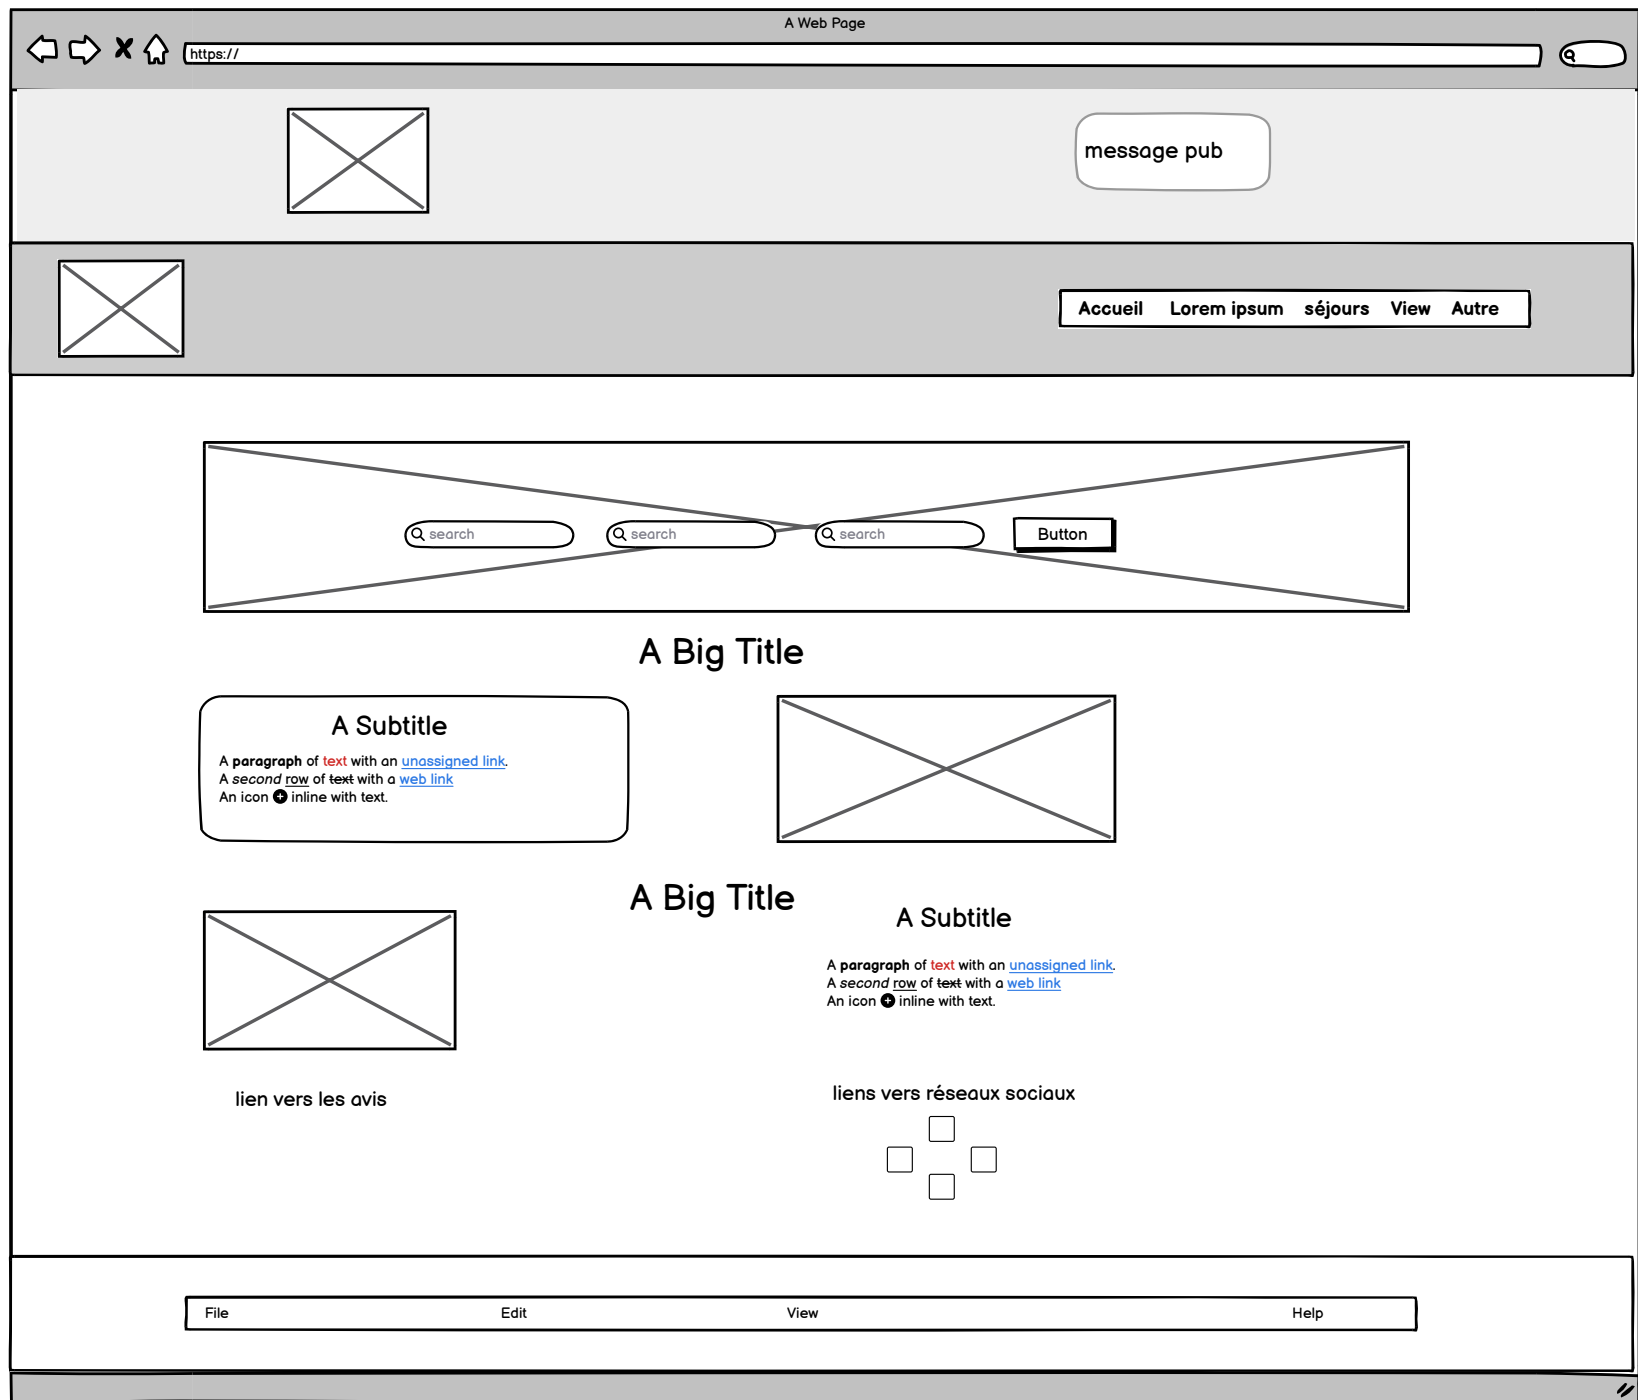 A Web Page
https://
message pub
Accueil Lorem ipsum séjours View Autre
search search search Button
A Big Title
A Subtitle
A paragraph of text with an unassigned link.
A second row of text with a web link
An icon inline with text.
A Big Title
A Subtitle
A paragraph of text with an unassigned link.
A second row of text with a web link
An icon inline with text.
lien vers les avis
liens vers réseaux sociaux
File Edit View Help